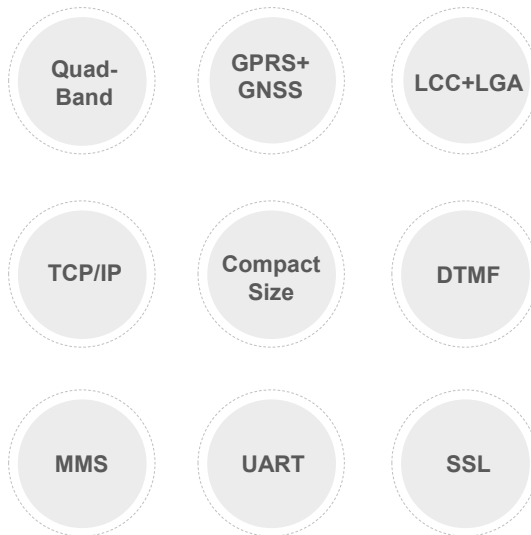 Quad-
Band
GPRS+
GNSS
LCC+LGA
TCP/IP
Compact
Size
DTMF
MMS
UART
SSL